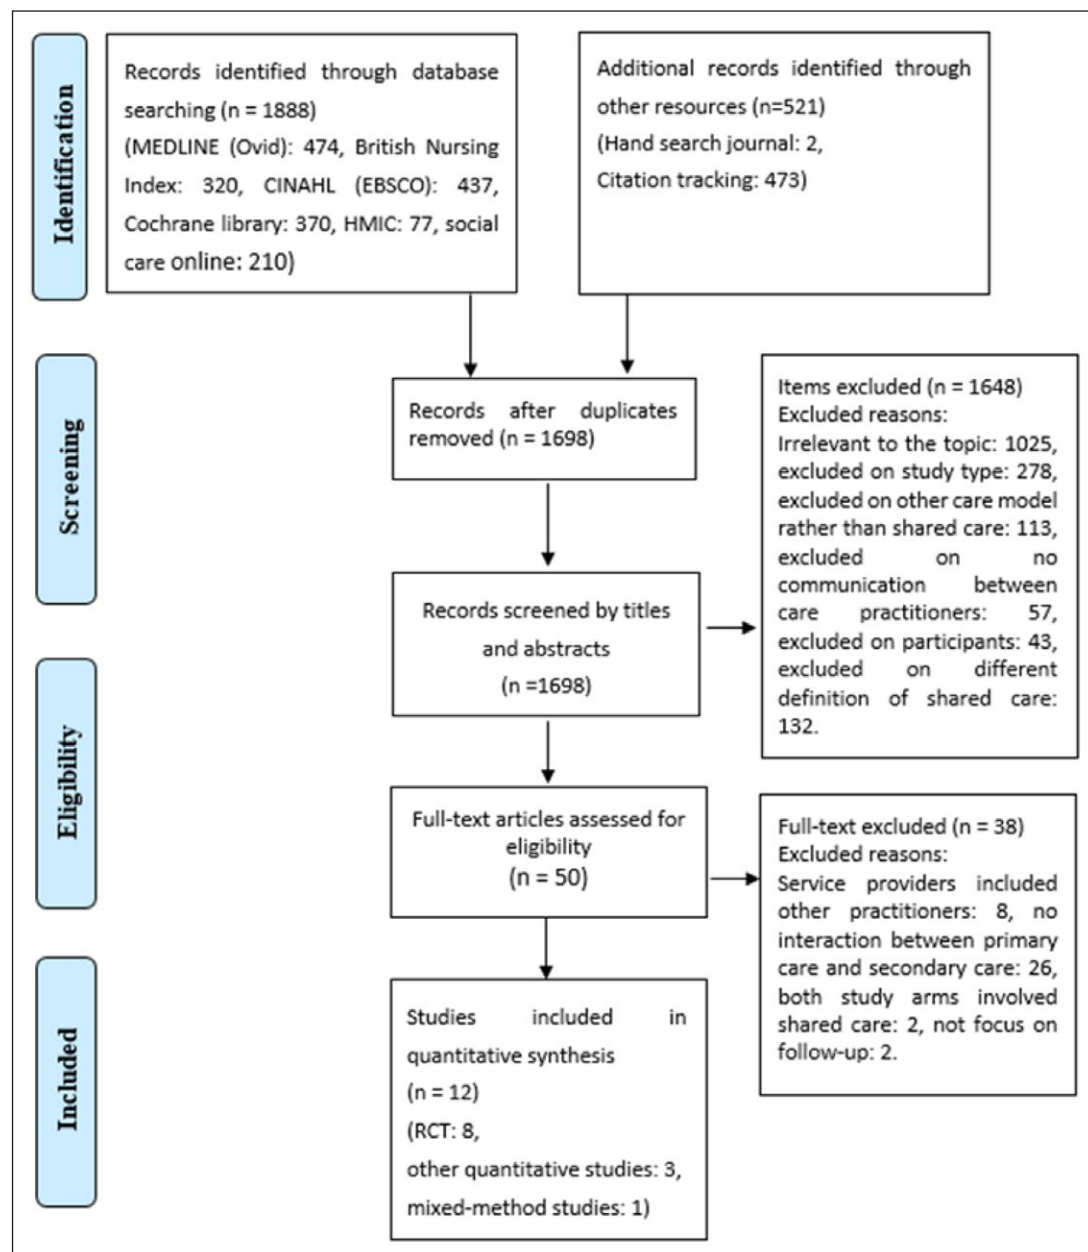 Identification
Records identified through database
searching (n = 1888)
(MEDLINE (Ovid): 474, British Nursing
Index: 320, CINAHL (EBSCO): 437,
Cochrane library: 370, HMIC: 77, social
care online: 210)
Additional records identified through
other resources (n=521)
(Hand search journal: 2,
Citation tracking: 473)
Screening
Records after duplicates
removed (n = 1698)
Records screened by titles
and abstracts
(n =1698)
Items excluded (n = 1648)
Excluded reasons:
Irrelevant to the topic: 1025,
excluded on study type: 278,
excluded on other care model
rather than shared care: 113,
excluded on no
communication between
care practitioners: 57,
excluded on participants: 43,
excluded on different
definition of shared care:
132.
Eligibility
Full-text articles assessed for
eligibility
(n = 50)
Full-text excluded (n = 38)
Excluded reasons:
Service providers included
other practitioners: 8, no
interaction between primary
care and secondary care: 26,
both study arms involved
shared care: 2, not focus on
follow-up: 2.
Included
Studies included in
quantitative synthesis
(n = 12)
(RCT: 8,
other quantitative studies: 3,
mixed-method studies: 1)